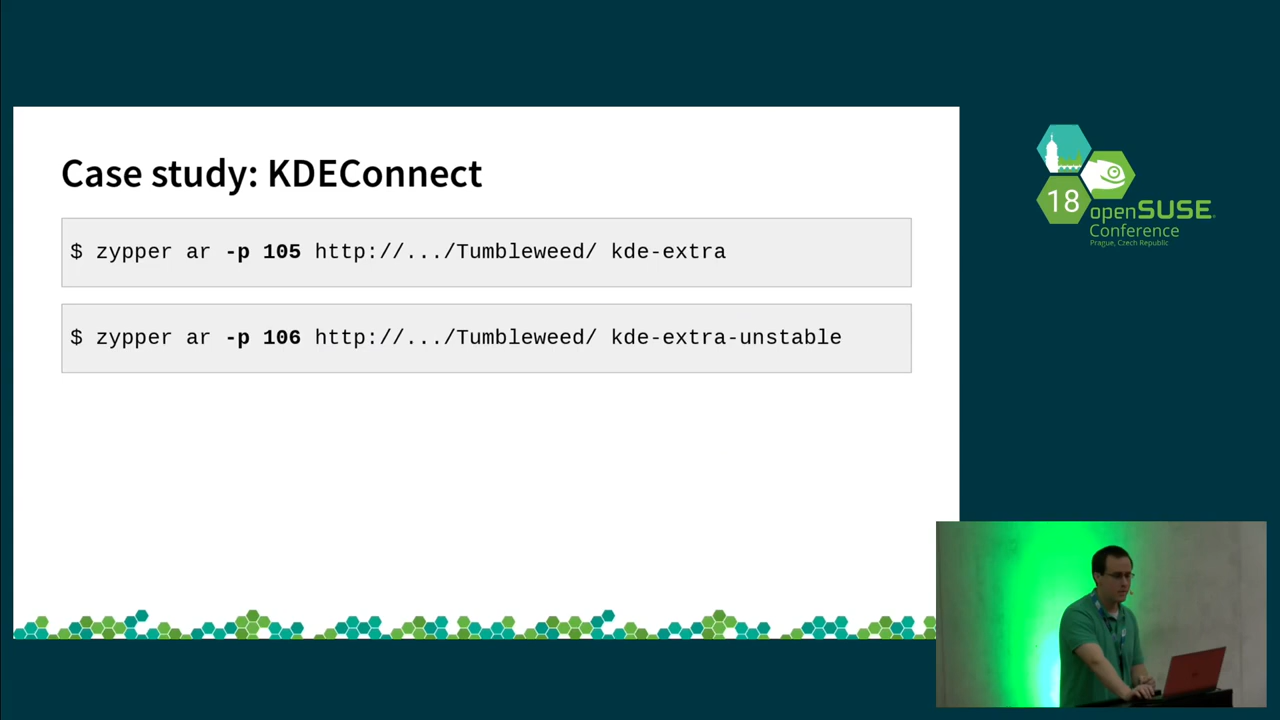 Case study: KDEConnect
$ zypper ar -p 105 http://.../Tumbleweed/ kde-extra
$ zypper ar -p 106 http://.../Tumbleweed/ kde-extra-unstable
18
openSUSE
Conference
Prague, Czech Republic